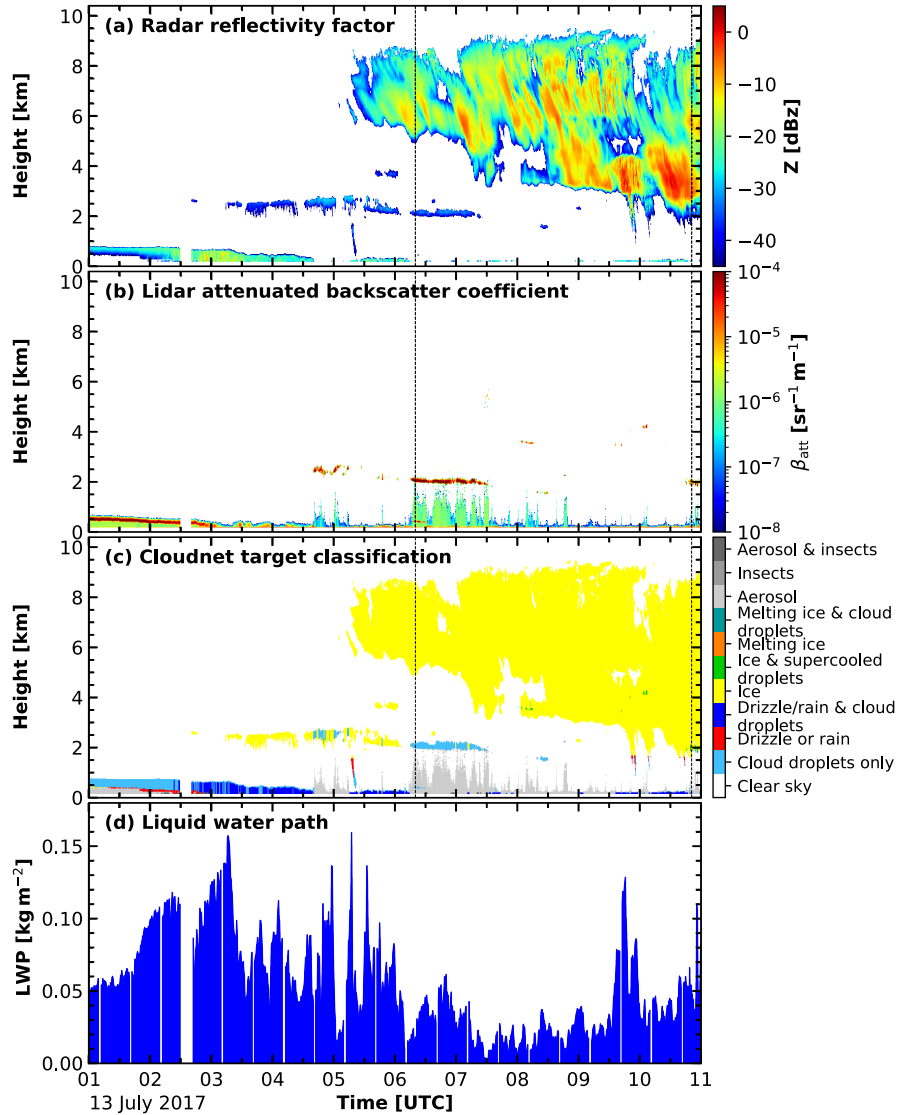 (a) Radar reflectivity factor
Height [km]
10
8
6
4
2
0
0
−10
−20
−30
−40
Z [dBz]
(b) Lidar attenuated backscatter coefficient
Height [km]
10
8
6
4
2
0
10−4
10−5
10−6
10−7
10−8
βatt [sr−1 m−1]
(c) Cloudnet target classification
Height [km]
10
8
6
4
2
0
Aerosol & insects
Insects
Aerosol
Melting ice & cloud
droplets
Melting ice
Ice & supercooled
droplets
Ice
Drizzle/rain & cloud
droplets
Drizzle or rain
Cloud droplets only
Clear sky
(d) Liquid water path
LWP [kg m−2]
0.15
0.10
0.05
0.00
01 02 03 04 05 06 07 08 09 10 11
13 July 2017
Time [UTC]